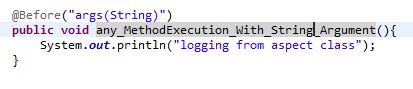 @Before("args(String)")
public void any_MethodExecution_With_String_Argument(){
System.out.println("logging from aspect class");
}